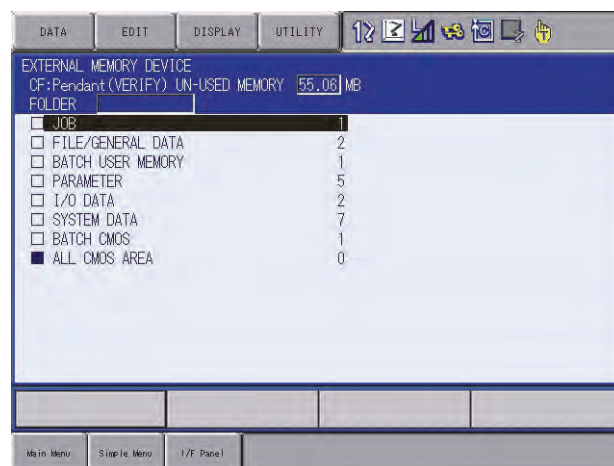 DATA EDIT DISPLAY UTILITY
EXTERNAL MEMORY DEVICE
CF:Pendant(VERIFY) UN-USED MEMORY 55.06 MB
FOLDER
JOB 1
FILE/GENERAL DATA 2
BATCH USER MEMORY 1
PARAMETER 5
I/O DATA 2
SYSTEM DATA 7
BATCH CMOS 1
ALL CMOS AREA 0
Main Menu Simple Menu I/F Panel